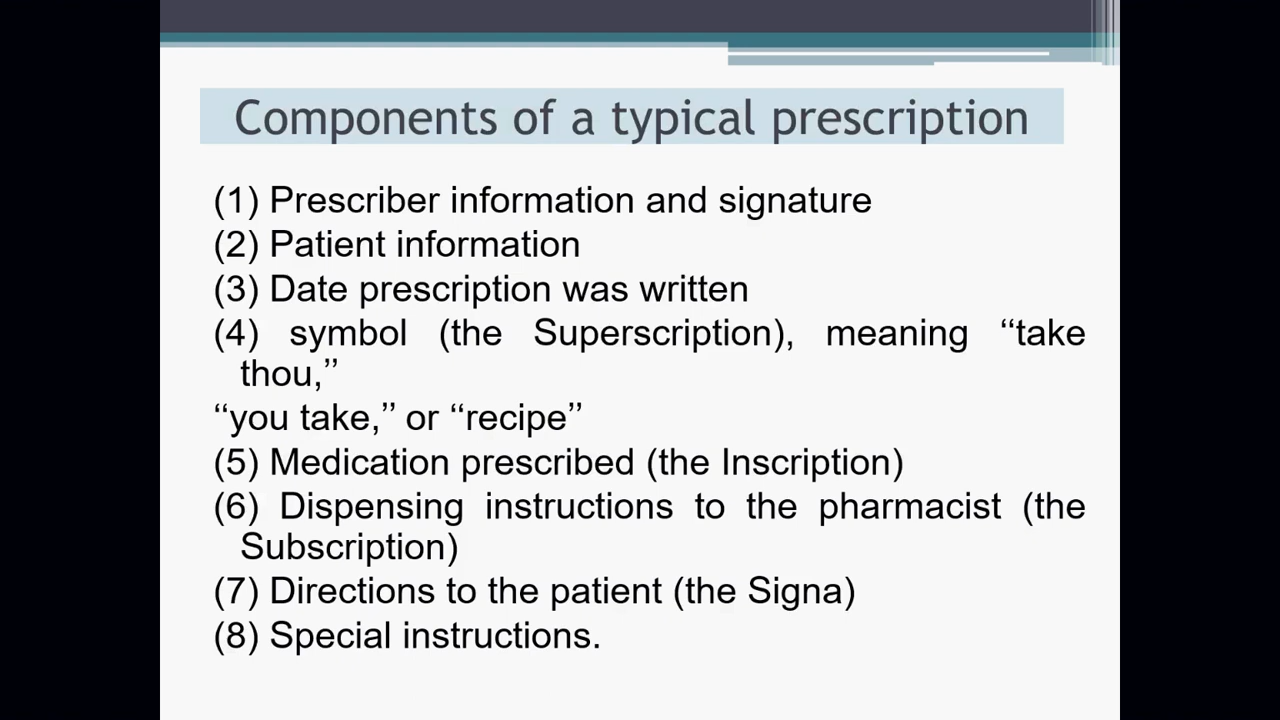 Components of a typical prescription
(1) Prescriber information and signature
(2) Patient information
(3) Date prescription was written
(4) symbol (the Superscription), meaning ‘‘take
thou,’’
‘‘you take,’’ or ‘‘recipe’’
(5) Medication prescribed (the Inscription)
(6) Dispensing instructions to the pharmacist (the
Subscription)
(7) Directions to the patient (the Signa)
(8) Special instructions.